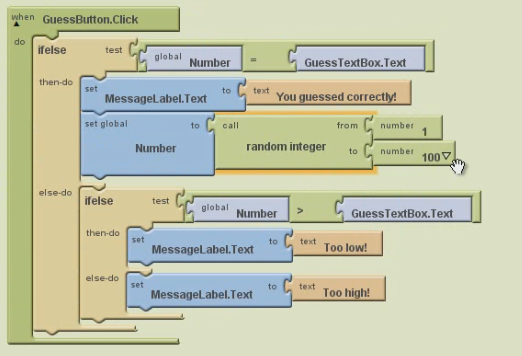 when GuessButton.Click
do ifelse test global Number = GuessTextBox.Text
then-do set MessageLabel.Text to text You guessed correctly!
set global Number to call random integer from number 1
to number 100
else-do ifelse test global Number > GuessTextBox.Text
then-do set MessageLabel.Text to text Too low!
else-do set MessageLabel.Text to text Too high!